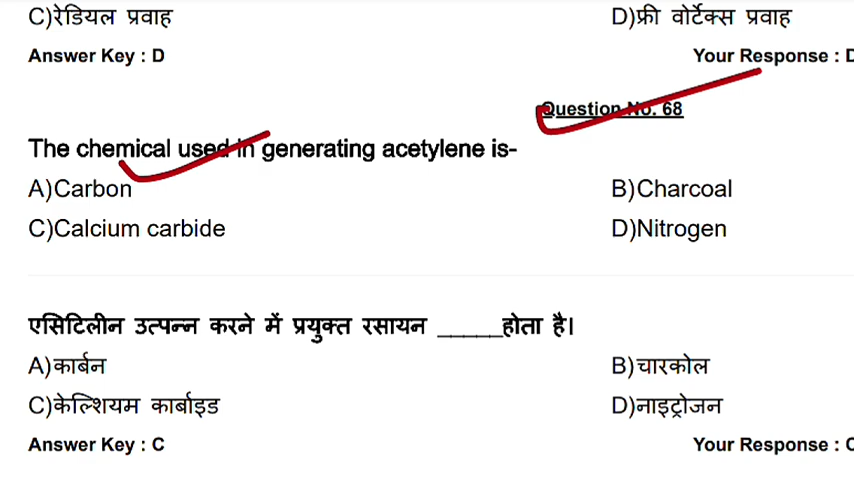 C)रेडियल प्रवाह D)फ्री वोर्टेक्स प्रवाह
Answer Key : D Your Response : D
Question No. 68
The chemical used in generating acetylene is-
A)Carbon B)Charcoal
C)Calcium carbide D)Nitrogen
एसिटिलीन उत्पन्न करने में प्रयुक्त रसायन _____होता है।
A)कार्बन B)चारकोल
C)केल्शियम कार्बाइड D)नाइट्रोजन
Answer Key : C Your Response : C